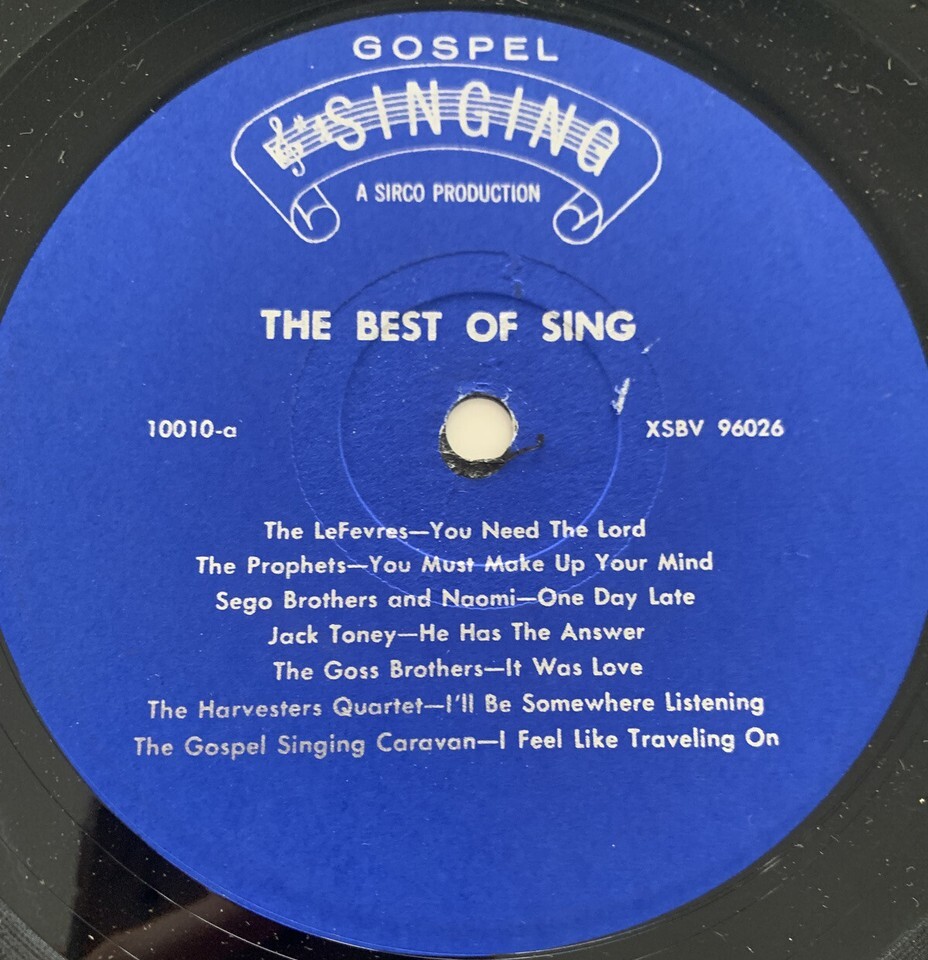 GOSPEL
SINGING
A SIRCO PRODUCTION
THE BEST OF SING
10010-a
XSBV 96026
The LeFevres—You Need The Lord
The Prophets—You Must Make Up Your Mind
Sego Brothers and Naomi—One Day Late
Jack Toney—He Has The Answer
The Goss Brothers—It Was Love
The Harvesters Quartet—I'll Be Somewhere Listening
The Gospel Singing Caravan—I Feel Like Traveling On